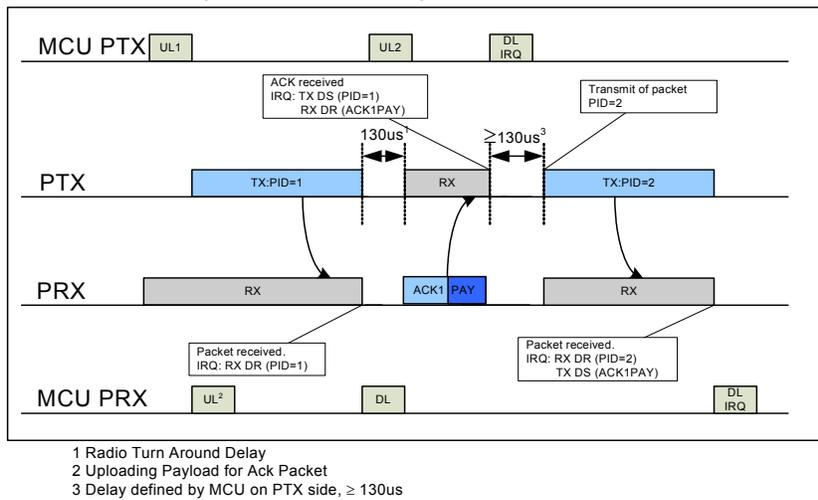 MCU PTX
UL1
UL2
DL
IRQ
ACK received
IRQ: TX DS (PID=1)
RX DR (ACK1PAY)
Transmit of packet
PID=2
130us1
≥130us3
PTX
TX:PID=1
RX
TX:PID=2
PRX
RX
ACK1
PAY
RX
Packet received.
IRQ: RX DR (PID=1)
Packet received.
IRQ: RX DR (PID=2)
TX DS (ACK1PAY)
MCU PRX
UL2
DL
DL
IRQ
1 Radio Turn Around Delay
2 Uploading Payload for Ack Packet
3 Delay defined by MCU on PTX side, ≥ 130us